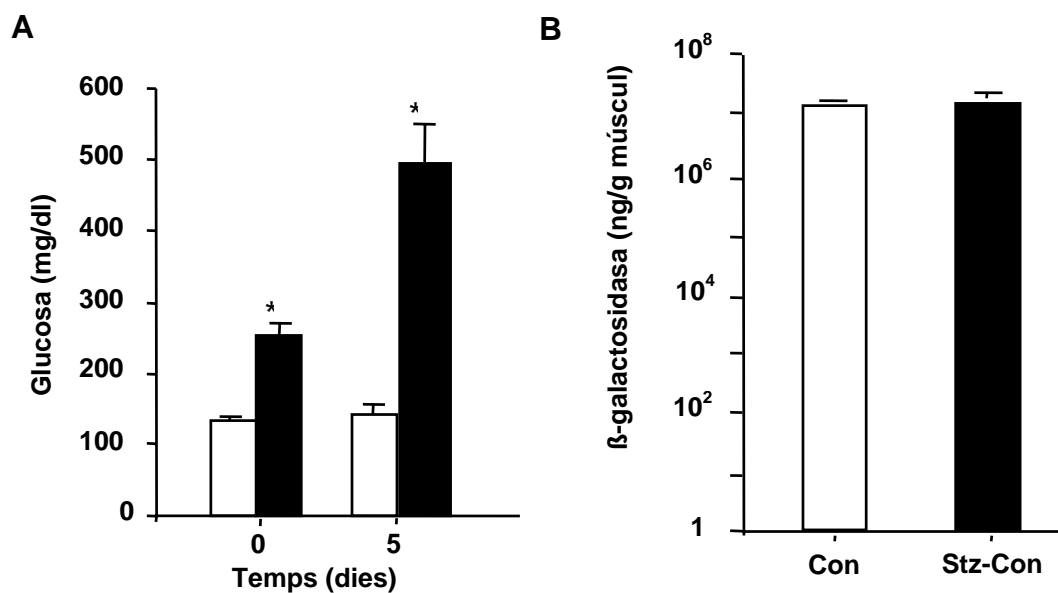 A
Glucosa (mg/dl)
600
500
400
300
200
100
0
*
*
0 5
Temps (dies)
B
ß-galactosidasa (ng/g múscul)
10⁸
10⁶
10⁴
10²
1
Con Stz-Con